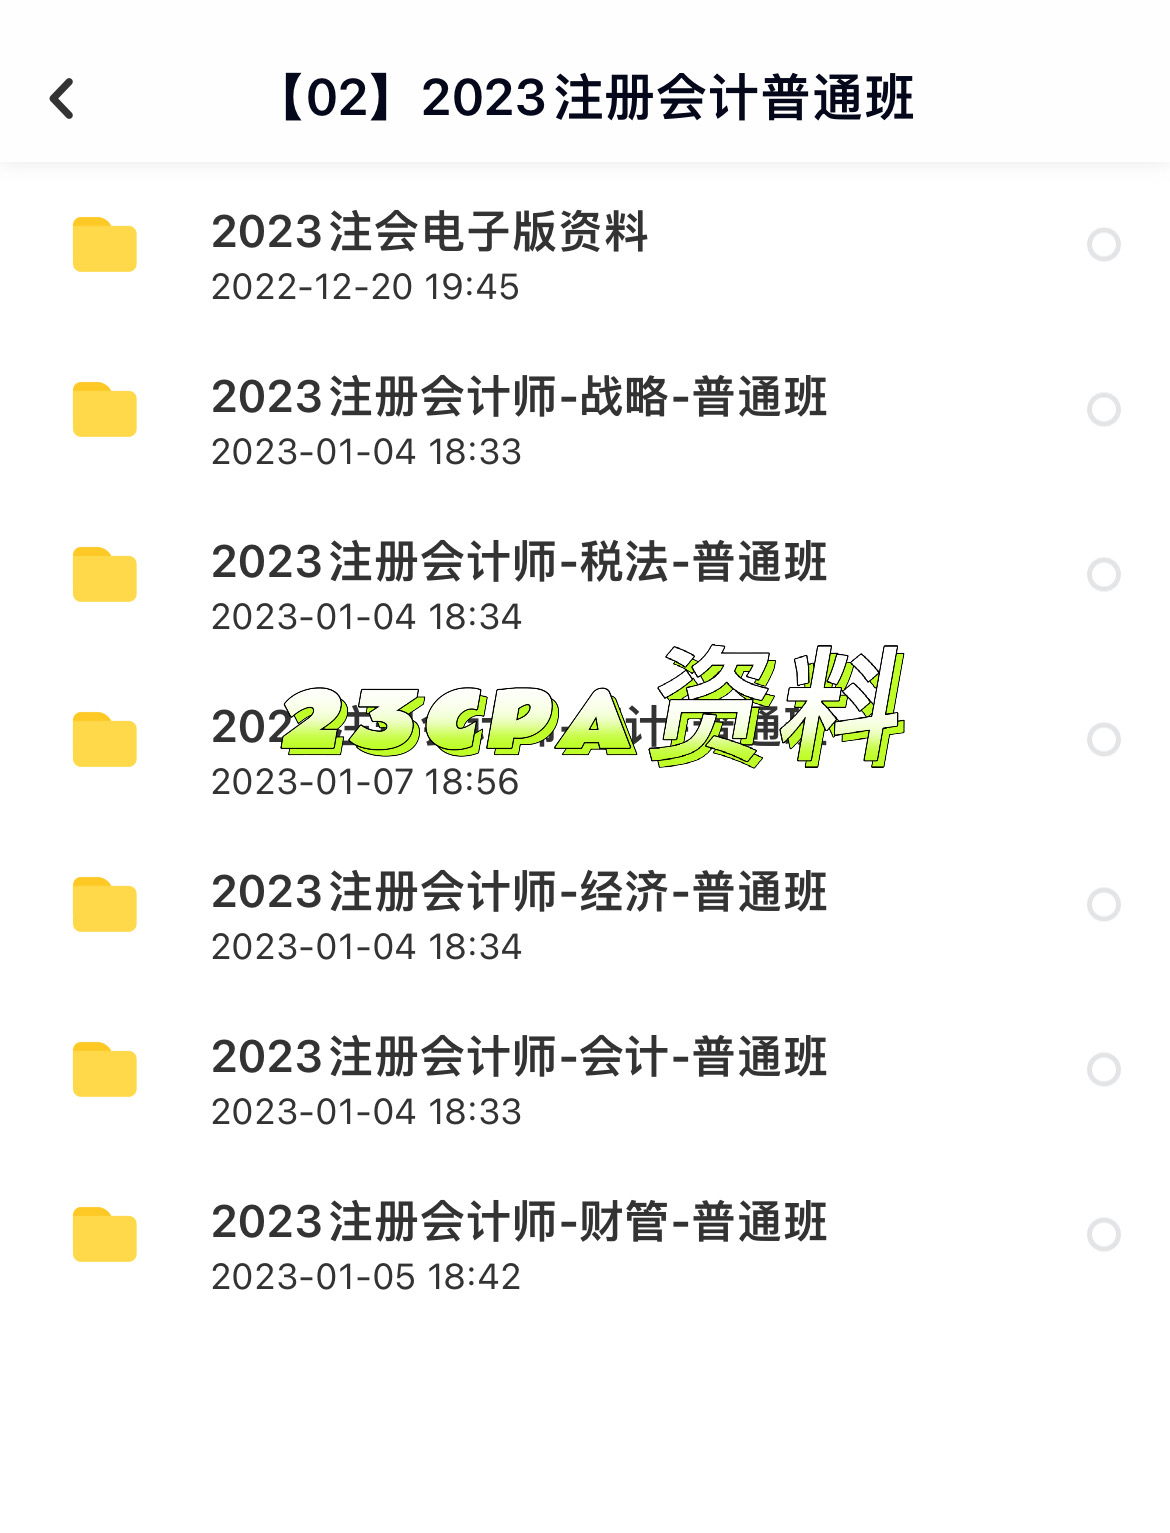 【02】2023注册会计普通班
2023注会电子版资料
2022-12-20 19:45
2023注册会计师-战略-普通班
2023-01-04 18:33
2023注册会计师-税法-普通班
2023-01-04 18:34
23CPA资料
2023-01-07 18:56
2023注册会计师-经济-普通班
2023-01-04 18:34
2023注册会计师-会计-普通班
2023-01-04 18:33
2023注册会计师-财管-普通班
2023-01-05 18:42